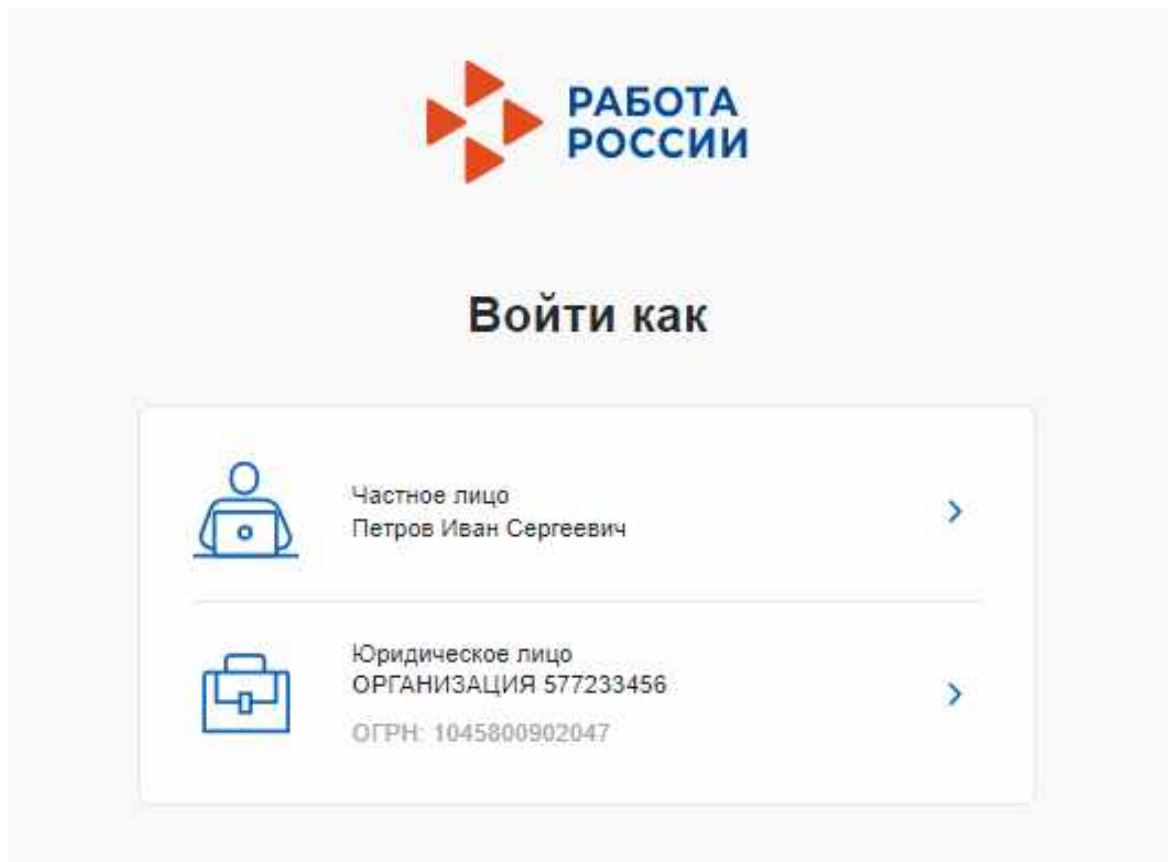 РАБОТА
РОССИИ
Войти как
Частное лицо
Петров Иван Сергеевич
Юридическое лицо
ОРГАНИЗАЦИЯ 577233456
ОГРН: 1045800902047